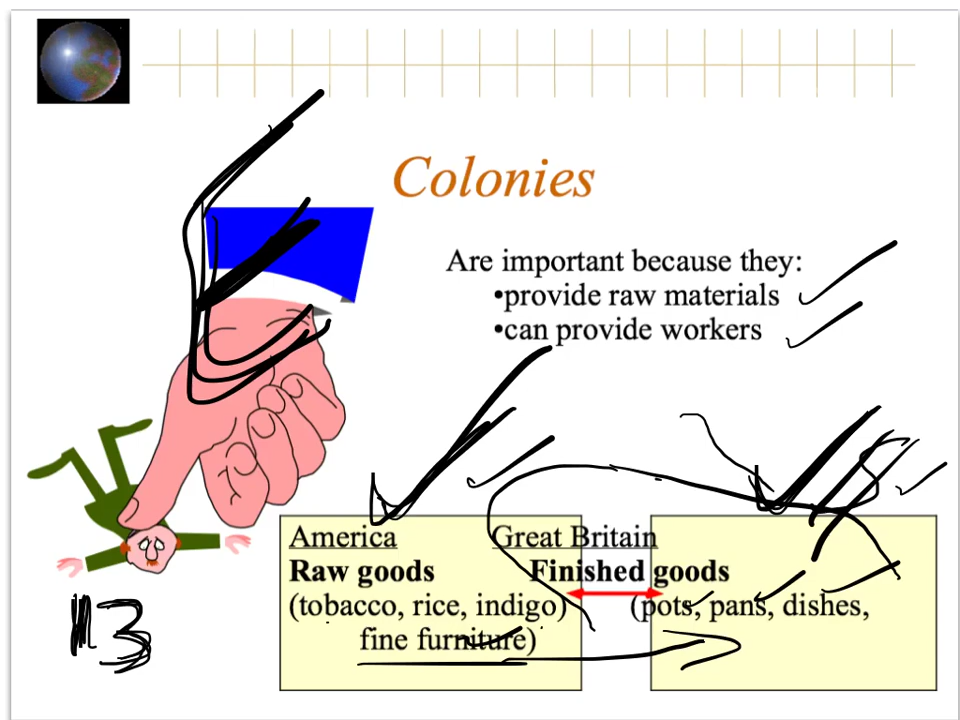 Colonies
Are important because they:
•provide raw materials
•can provide workers
America Great Britain
Raw goods Finished goods
(tobacco, rice, indigo) (pots, pans, dishes,
fine furniture)
13